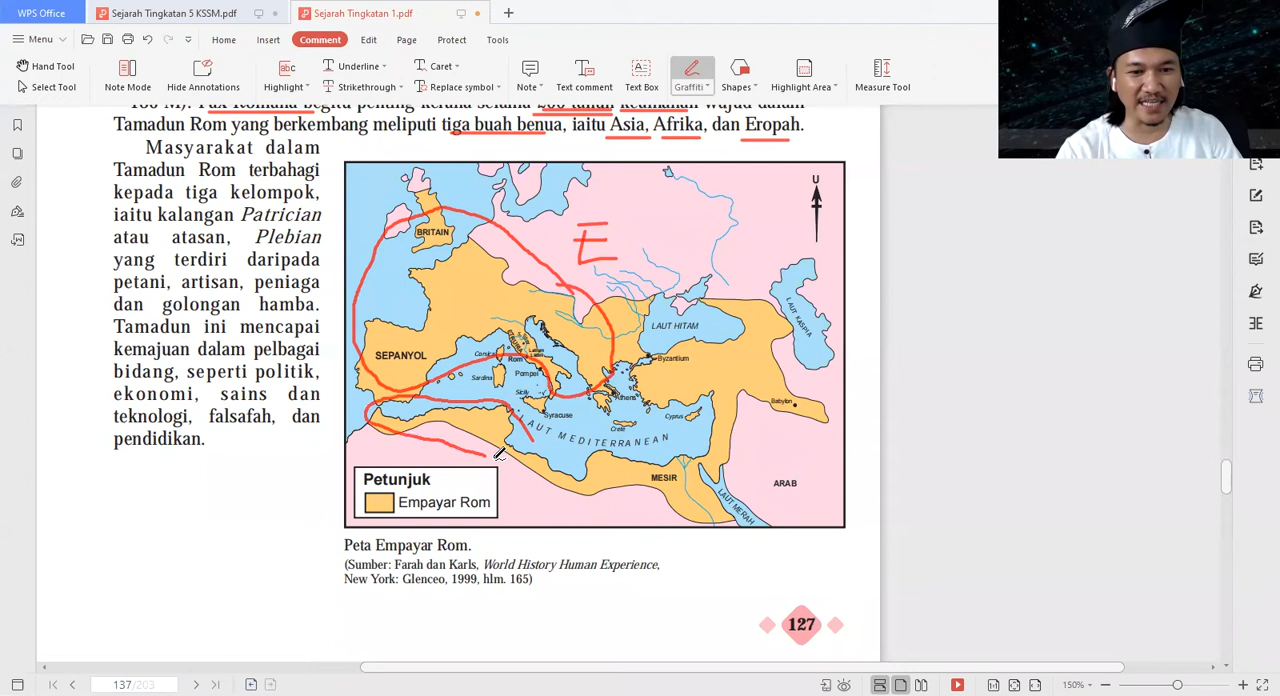 WPS Office
Sejarah Tingkatan 5 KSSM.pdf
Sejarah Tingkatan 1.pdf
Menu
Home
Insert
Comment
Edit
Page
Protect
Tools
Hand Tool
Select Tool
Note Mode
Hide Annotations
Highlight
Underline
Strikethrough
Caret
Replace symbol
Note
Text comment
Text Box
Graffiti
Shapes
Highlight Area
Measure Tool
Tamadun Rom yang berkembang meliputi tiga buah benua, iaitu Asia, Afrika, dan Eropah.
Masyarakat dalam
Tamadun Rom terbahagi
kepada tiga kelompok,
iaitu kalangan Patrician
atau atasan, Plebian
yang terdiri daripada
petani, artisan, peniaga
dan golongan hamba.
Tamadun ini mencapai
kemajuan dalam pelbagai
bidang, seperti politik,
ekonomi, sains dan
teknologi, falsafah, dan
pendidikan.
U
E
BRITAIN
SEPANYOL
Corsica
Sardina
Rom
Pompei
Sicily
Syracuse
Athens
Crete
Cyprus
Byzantium
Babylon
LAUT HITAM
LAUT KASPIA
LAUT MEDITERRANEAN
MESIR
LAUT MERAH
ARAB
Petunjuk
Empayar Rom
Peta Empayar Rom.
(Sumber: Farah dan Karls, World History Human Experience,
New York: Glenceo, 1999, hlm. 165)
127
137/203
150%